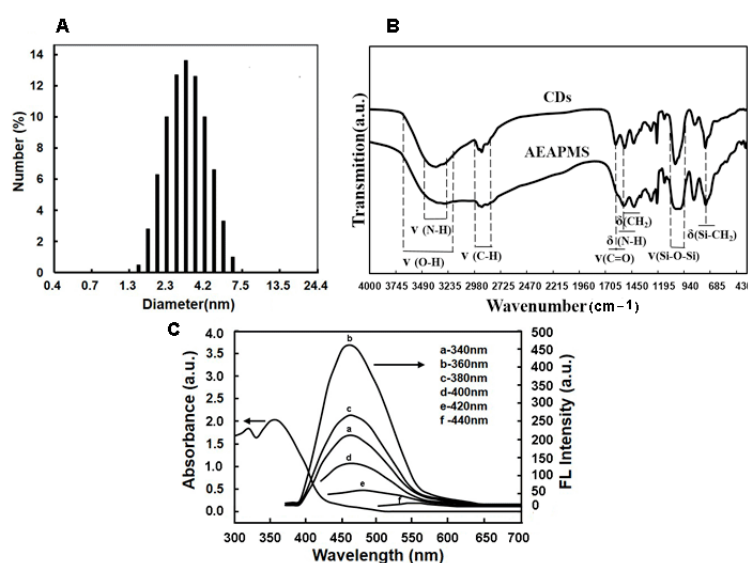 A
Number (%)
14
12
10
8
6
4
2
0
0.4 0.7 1.3 2.4 4.2 7.5 13.5 24.4
Diameter(nm)
B
Transmition(a.u.)
CDs
AEAPMS
ν (N-H)
ν (O-H)
ν (C-H)
δ(CH₂)
δ (N-H)
ν(C=O)
ν(Si-O-Si)
δ(Si-CH₂)
4000 3745 3490 3235 2980 2725 2470 2215 1960 1705 1450 1195 940 685 430
Wavenumber(cm−1)
C
Absorbance (a.u.)
4.0
3.5
3.0
2.5
2.0
1.5
1.0
0.5
0.0
b
c
a
d
e
f
a-340nm
b-360nm
c-380nm
d-400nm
e-420nm
f -440nm
500
450
400
350
300
250
200
150
100
50
0
FL Intensity (a.u.)
300 350 400 450 500 550 600 650 700
Wavelength (nm)